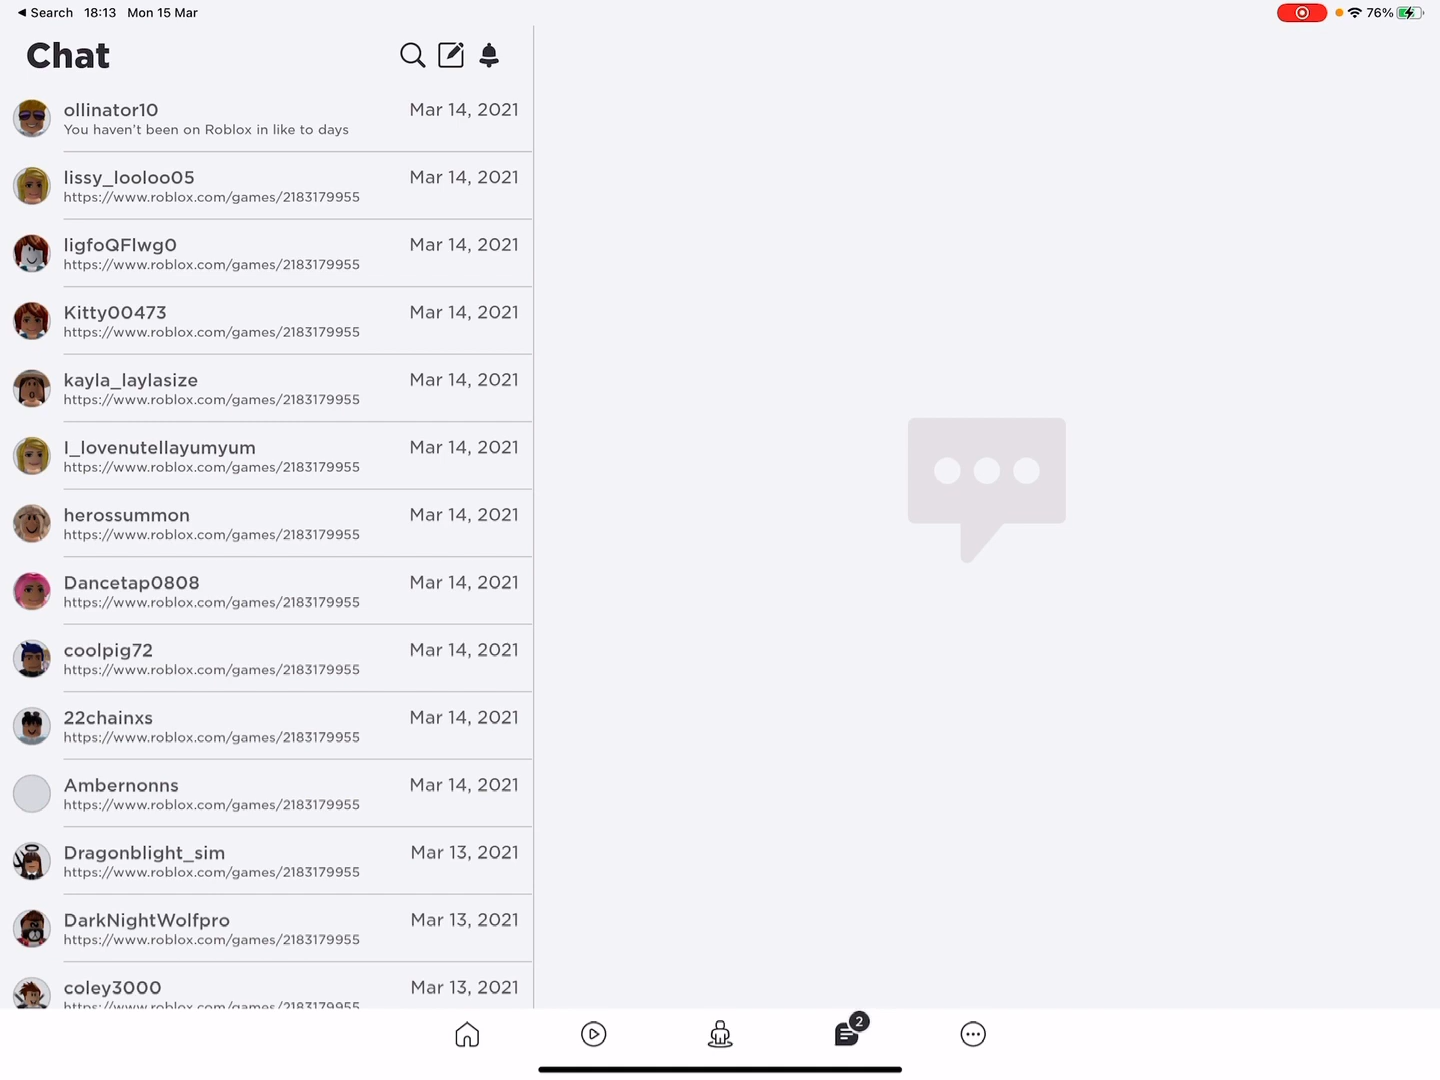 ◀ Search 18:13 Mon 15 Mar 76%
Chat
ollinator10 Mar 14, 2021
You haven't been on Roblox in like to days
lissy_looloo05 Mar 14, 2021
https://www.roblox.com/games/2183179955
ligfoQFlwg0 Mar 14, 2021
https://www.roblox.com/games/2183179955
Kitty00473 Mar 14, 2021
https://www.roblox.com/games/2183179955
kayla_laylasize Mar 14, 2021
https://www.roblox.com/games/2183179955
I_lovenutellayumyum Mar 14, 2021
https://www.roblox.com/games/2183179955
herossummon Mar 14, 2021
https://www.roblox.com/games/2183179955
Dancetap0808 Mar 14, 2021
https://www.roblox.com/games/2183179955
coolpig72 Mar 14, 2021
https://www.roblox.com/games/2183179955
22chainxs Mar 14, 2021
https://www.roblox.com/games/2183179955
Ambernonns Mar 14, 2021
https://www.roblox.com/games/2183179955
Dragonblight_sim Mar 13, 2021
https://www.roblox.com/games/2183179955
DarkNightWolfpro Mar 13, 2021
https://www.roblox.com/games/2183179955
coley3000 Mar 13, 2021
https://www.roblox.com/games/2183179955
2